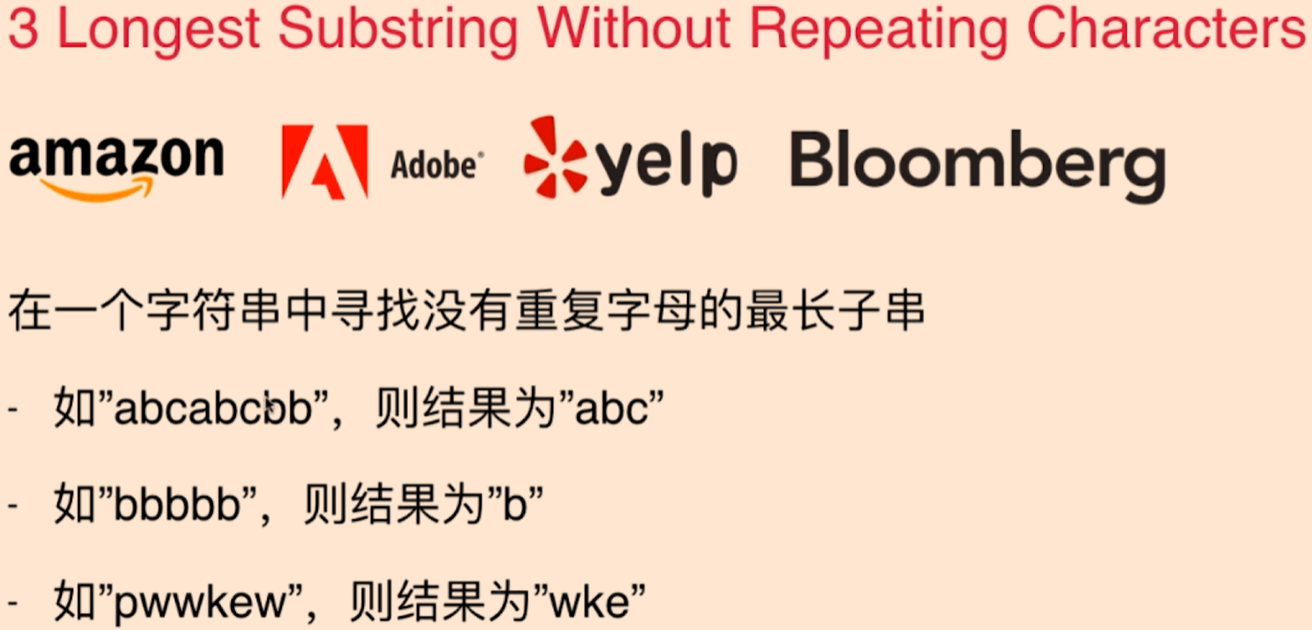 3 Longest Substring Without Repeating Characters
amazon Adobe® yelp Bloomberg
在一个字符串中寻找没有重复字母的最长子串
- 如”abcabcbb”，则结果为”abc”
- 如”bbbbb”，则结果为”b”
- 如”pwwkew”，则结果为”wke”